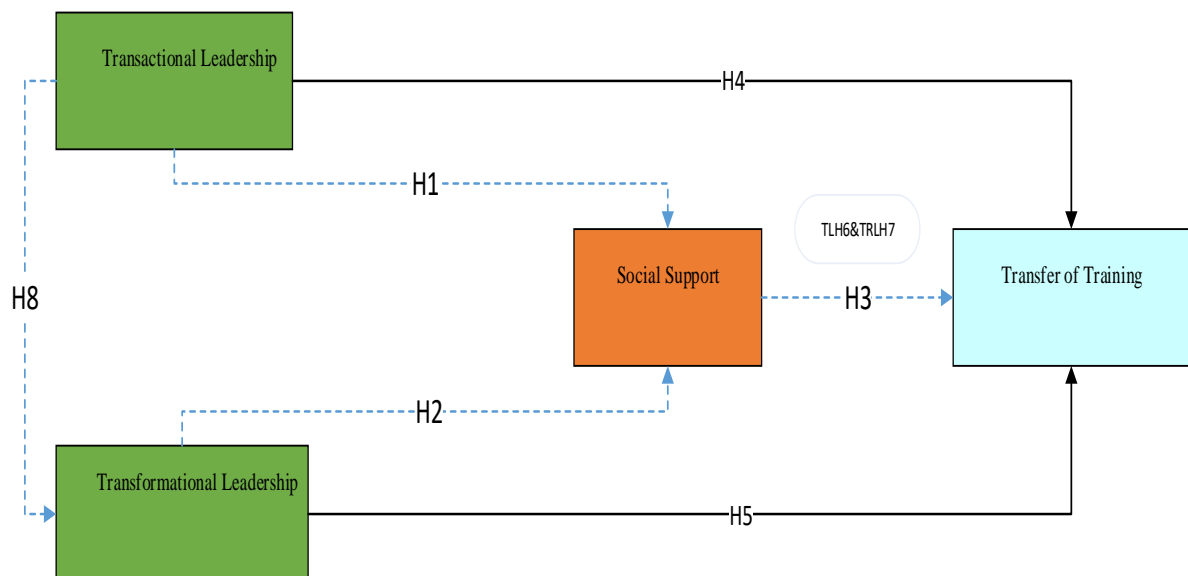 Transactional Leadership
H4
H1
TLH6&TRLH7
Social Support
Transfer of Training
H8
H3
H2
Transformational Leadership
H5